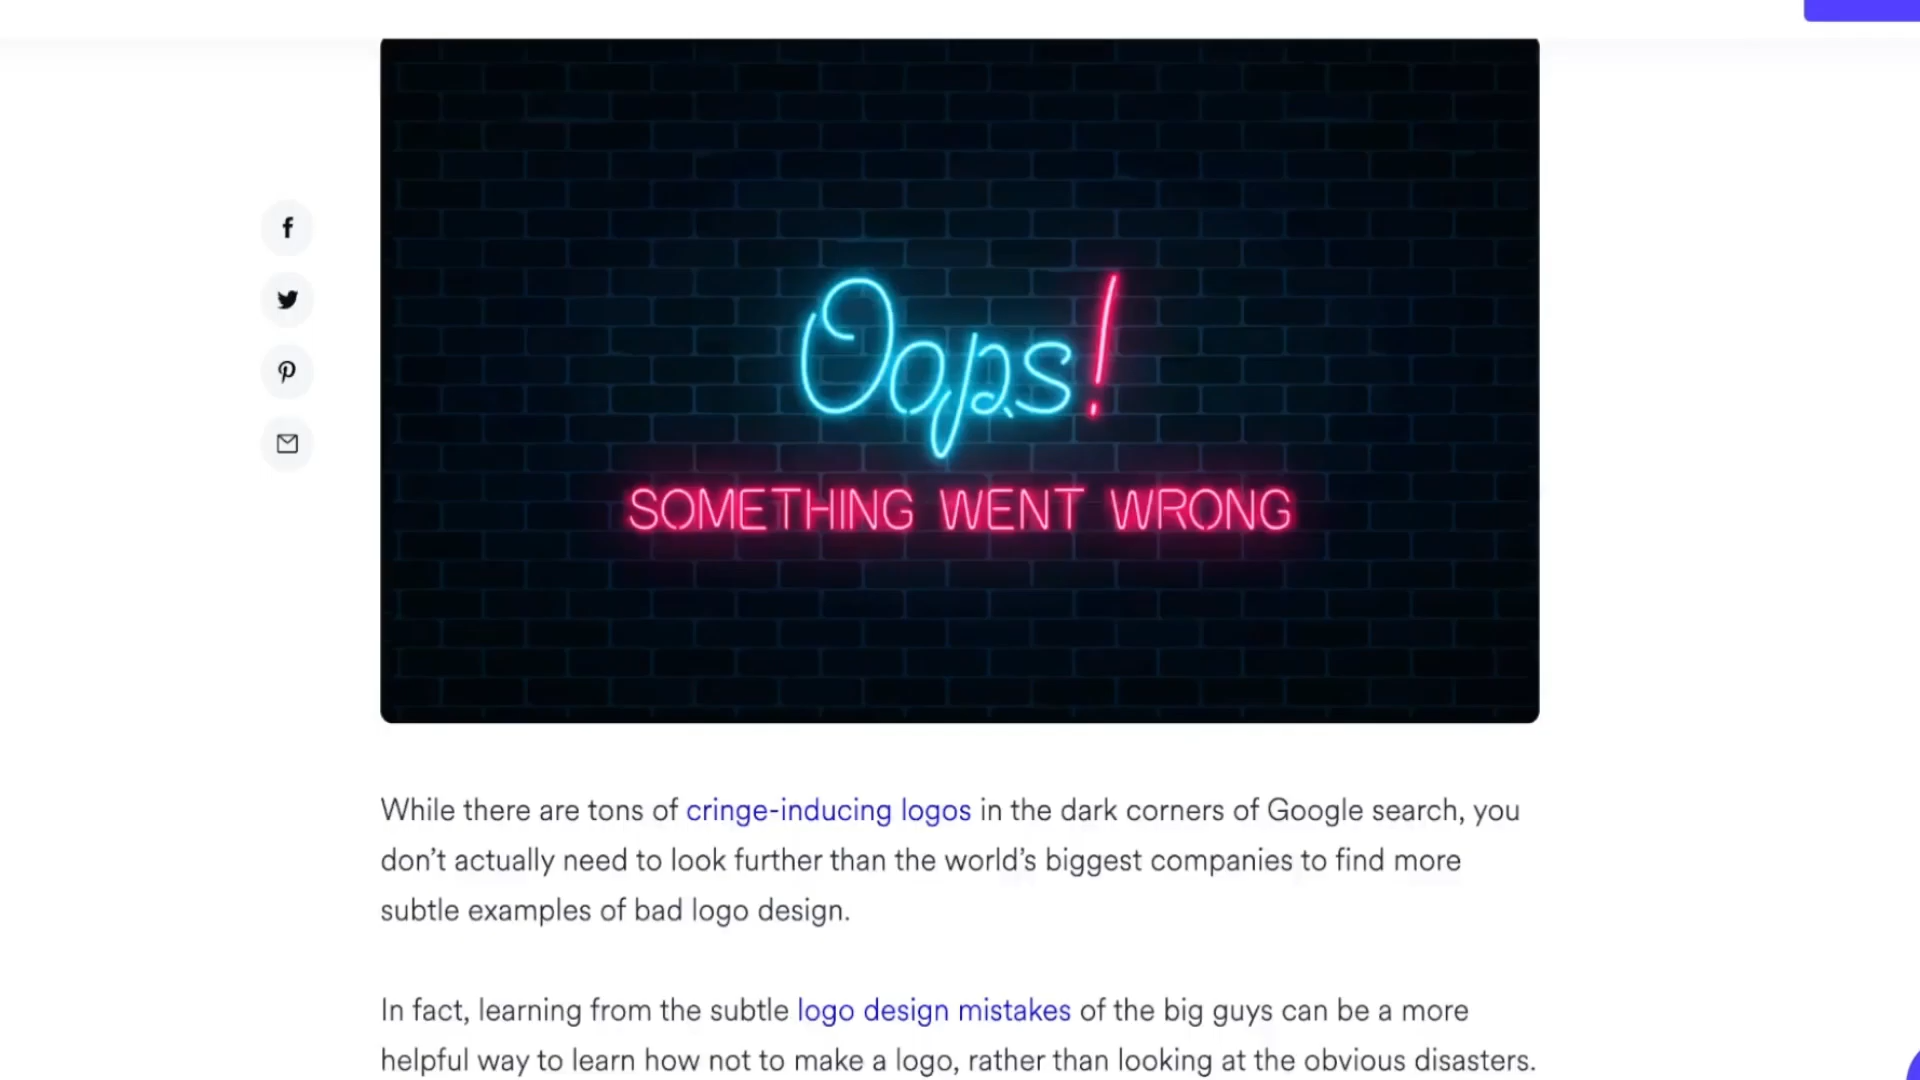 Oops!
SOMETHING WENT WRONG
While there are tons of cringe-inducing logos in the dark corners of Google search, you
don’t actually need to look further than the world’s biggest companies to find more
subtle examples of bad logo design.
In fact, learning from the subtle logo design mistakes of the big guys can be a more
helpful way to learn how not to make a logo, rather than looking at the obvious disasters.